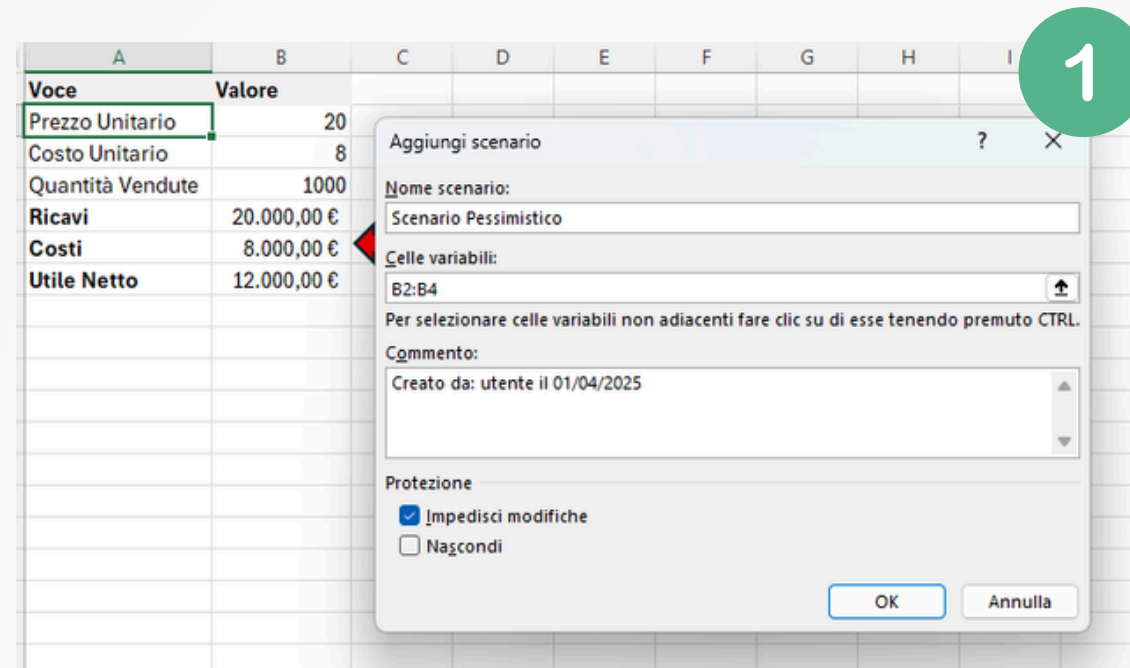 1
A B C D E F G H I
Voce Valore
Prezzo Unitario 20
Costo Unitario 8
Quantità Vendute 1000
Ricavi 20.000,00 €
Costi 8.000,00 €
Utile Netto 12.000,00 €
Aggiungi scenario ?
Nome scenario:
Scenario Pessimistico
Celle variabili:
B2:B4
Per selezionare celle variabili non adiacenti fare clic su di esse tenendo premuto CTRL.
Commento:
Creato da: utente il 01/04/2025
Protezione
Impedisci modifiche
Nascondi
OK Annulla